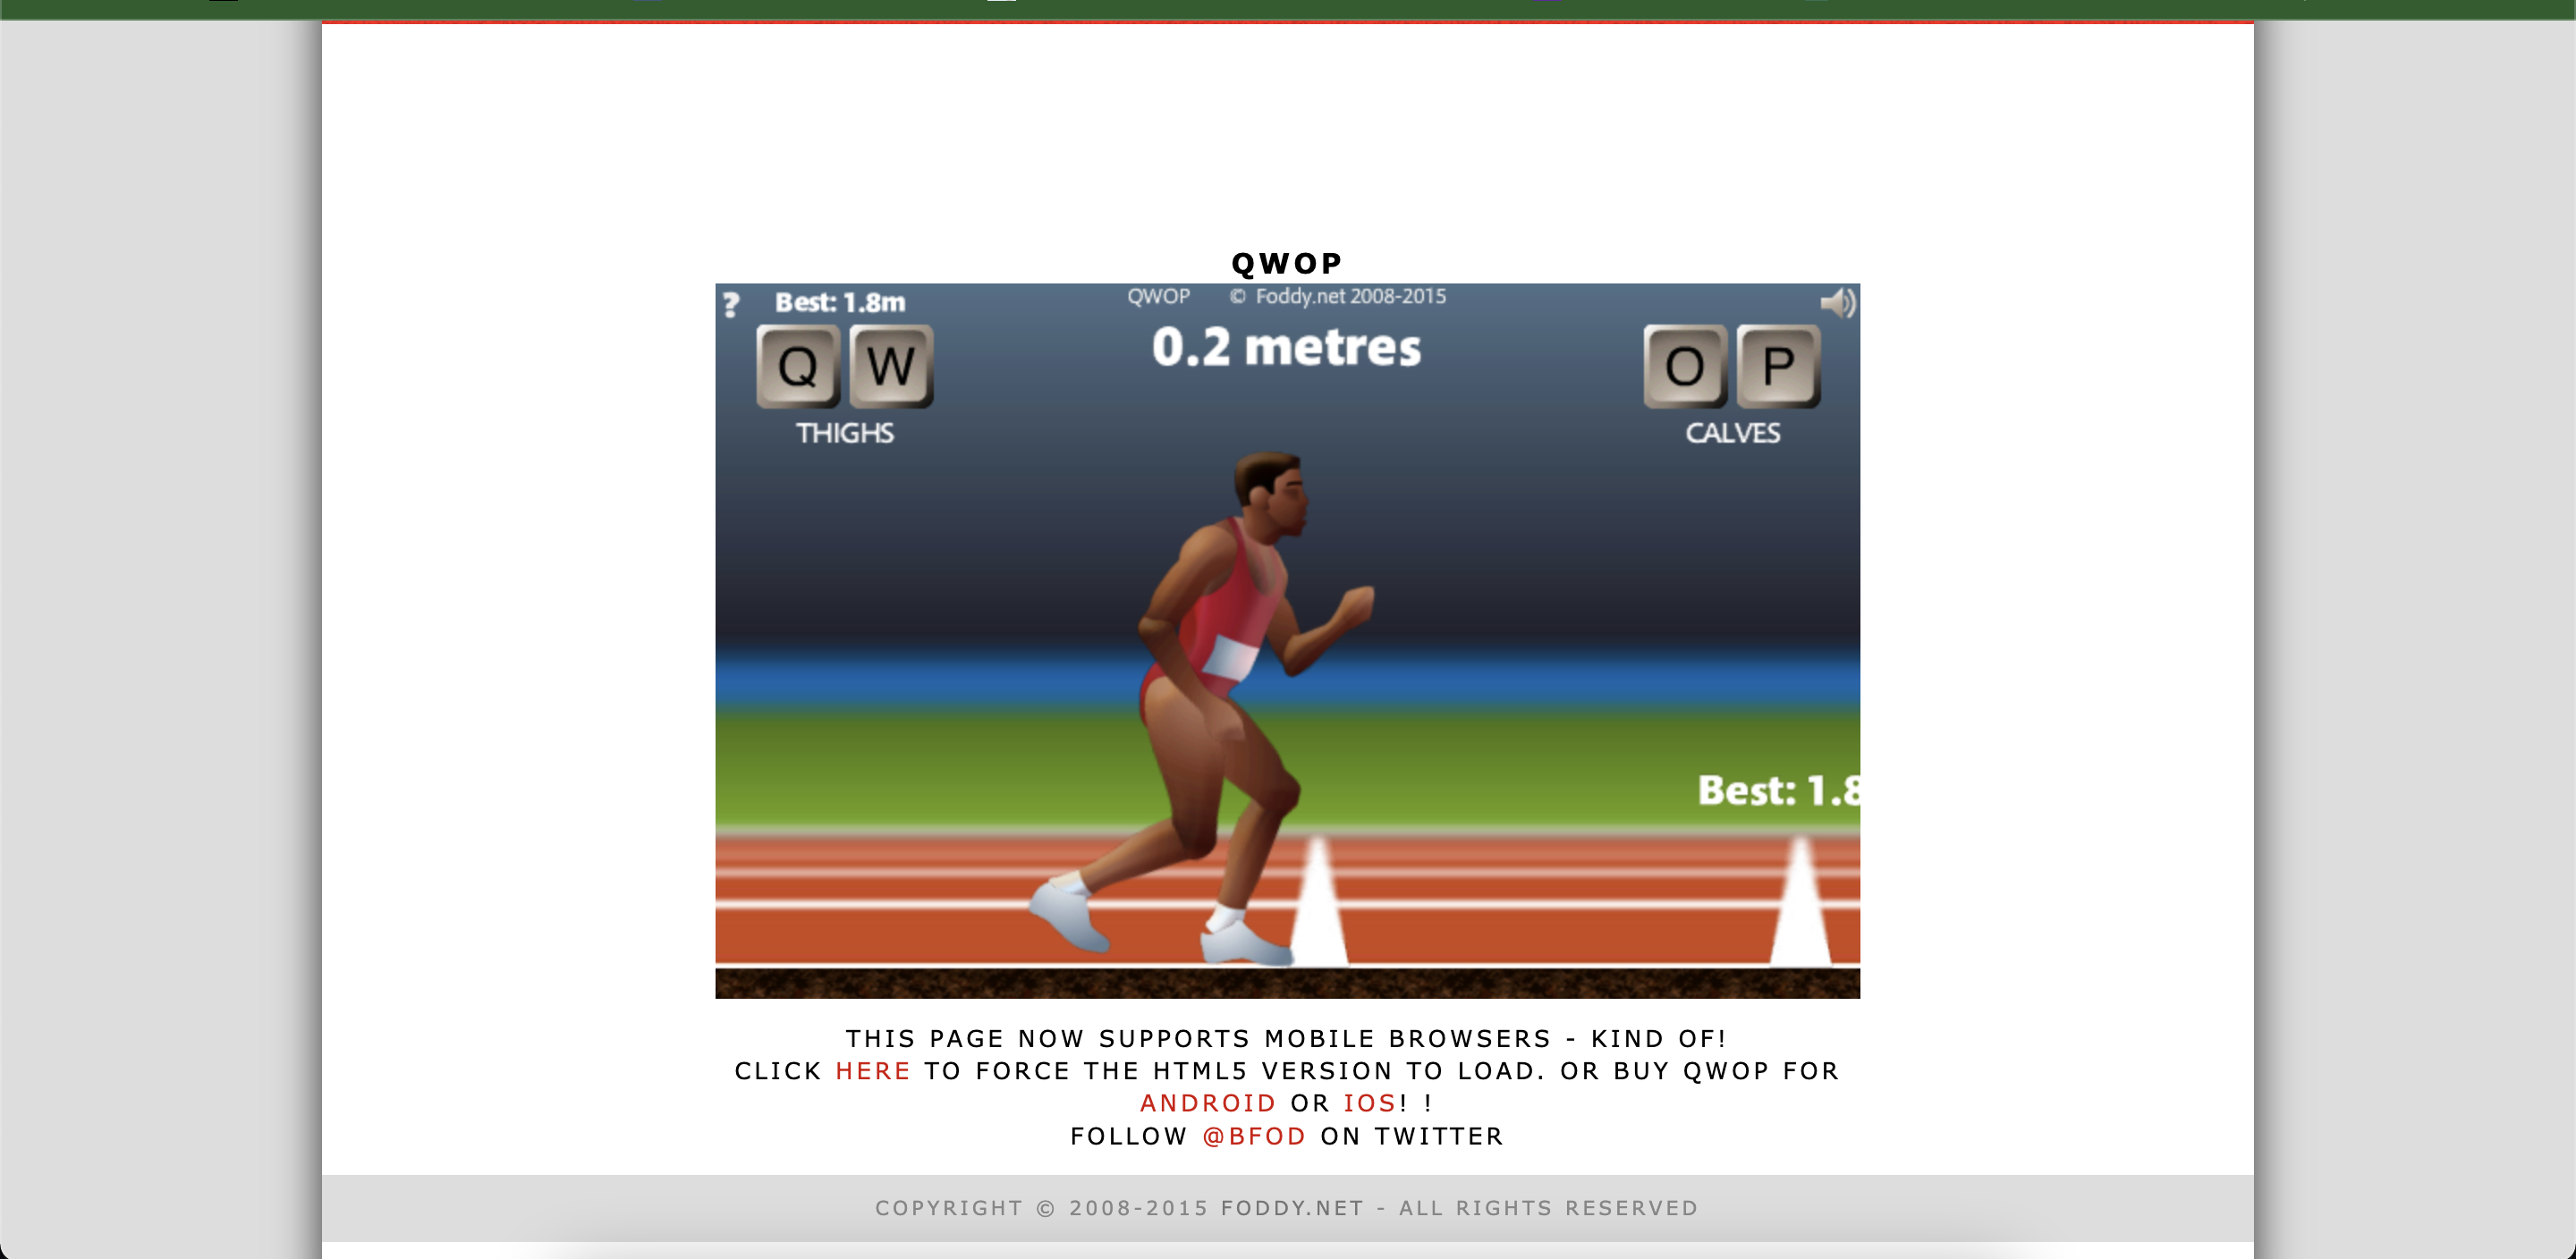 QWOP
? Best: 1.8m QWOP © Foddy.net 2008-2015
0.2 metres
Q W O P
THIGHS CALVES
Best: 1.8
THIS PAGE NOW SUPPORTS MOBILE BROWSERS - KIND OF!
CLICK HERE TO FORCE THE HTML5 VERSION TO LOAD. OR BUY QWOP FOR
ANDROID OR IOS! !
FOLLOW @BFOD ON TWITTER
COPYRIGHT © 2008-2015 FODDY.NET - ALL RIGHTS RESERVED